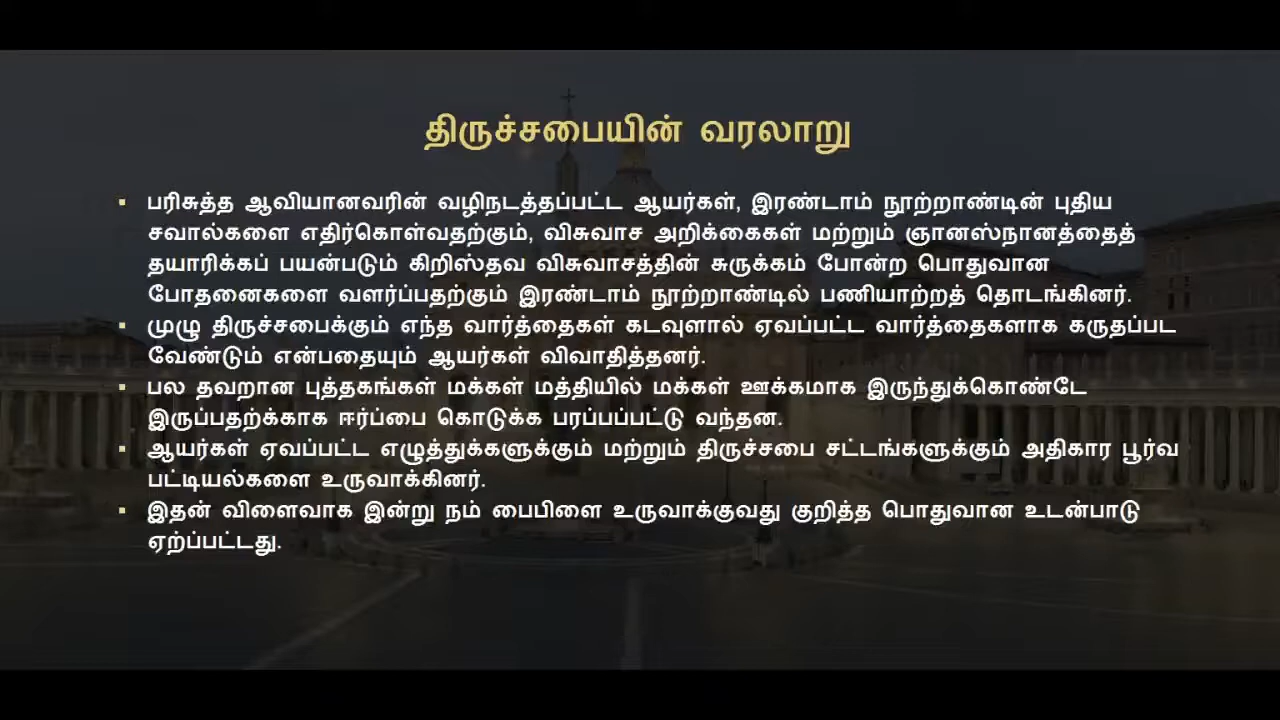 திருச்சபையின் வரலாறு
▪ பரிசுத்த ஆவியானவரின் வழிநடத்தப்பட்ட ஆயர்கள், இரண்டாம் நூற்றாண்டின் புதிய
சவால்களை எதிர்கொள்வதற்கும், விசுவாச அறிக்கைகள் மற்றும் ஞானஸ்நானத்தைத்
தயாரிக்கப் பயன்படும் கிறிஸ்தவ விசுவாசத்தின் சுருக்கம் போன்ற பொதுவான
போதனைகளை வளர்ப்பதற்கும் இரண்டாம் நூற்றாண்டில் பணியாற்றத் தொடங்கினர்.
▪ முழு திருச்சபைக்கும் எந்த வார்த்தைகள் கடவுளால் ஏவப்பட்ட வார்த்தைகளாக கருதப்பட
வேண்டும் என்பதையும் ஆயர்கள் விவாதித்தனர்.
▪ பல தவறான புத்தகங்கள் மக்கள் மத்தியில் மக்கள் ஊக்கமாக இருந்துக்கொண்டே
இருப்பதற்க்காக ஈர்ப்பை கொடுக்க பரப்பப்பட்டு வந்தன.
▪ ஆயர்கள் ஏவப்பட்ட எழுத்துக்களுக்கும் மற்றும் திருச்சபை சட்டங்களுக்கும் அதிகார பூர்வ
பட்டியல்களை உருவாக்கினர்.
▪ இதன் விளைவாக இன்று நம் பைபிளை உருவாக்குவது குறித்த பொதுவான உடன்பாடு
ஏற்ப்பட்டது.